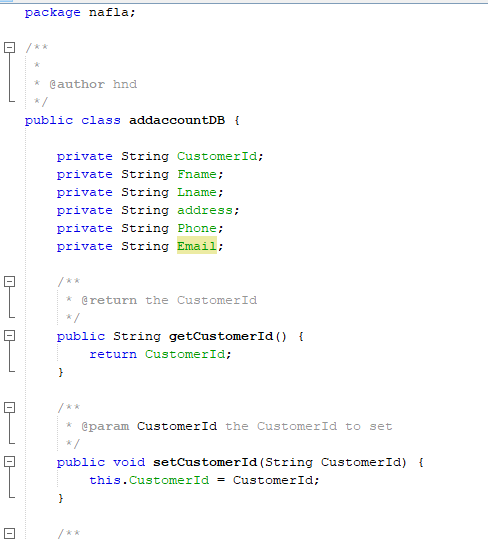 package nafla;
/**
*
* @author hnd
*/
public class addaccountDB {
private String CustomerId;
private String Fname;
private String Lname;
private String address;
private String Phone;
private String Email;
/**
* @return the CustomerId
*/
public String getCustomerId() {
return CustomerId;
}
/**
* @param CustomerId the CustomerId to set
*/
public void setCustomerId(String CustomerId) {
this.CustomerId = CustomerId;
}
/**